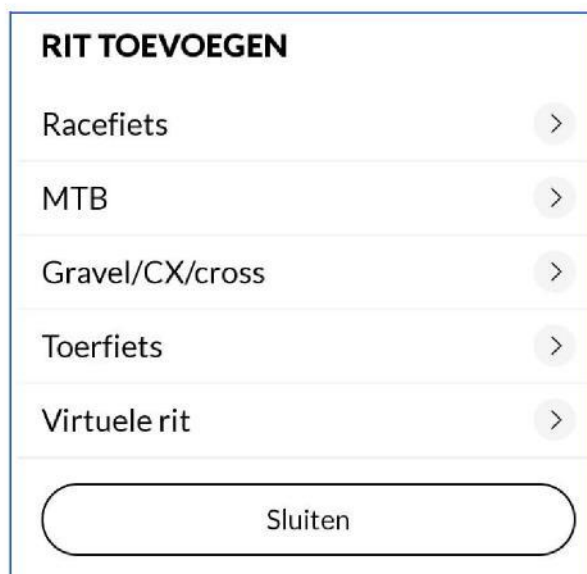 RIT TOEVOEGEN
Racefiets
MTB
Gravel/CX/cross
Toerfiets
Virtuele rit
Sluiten